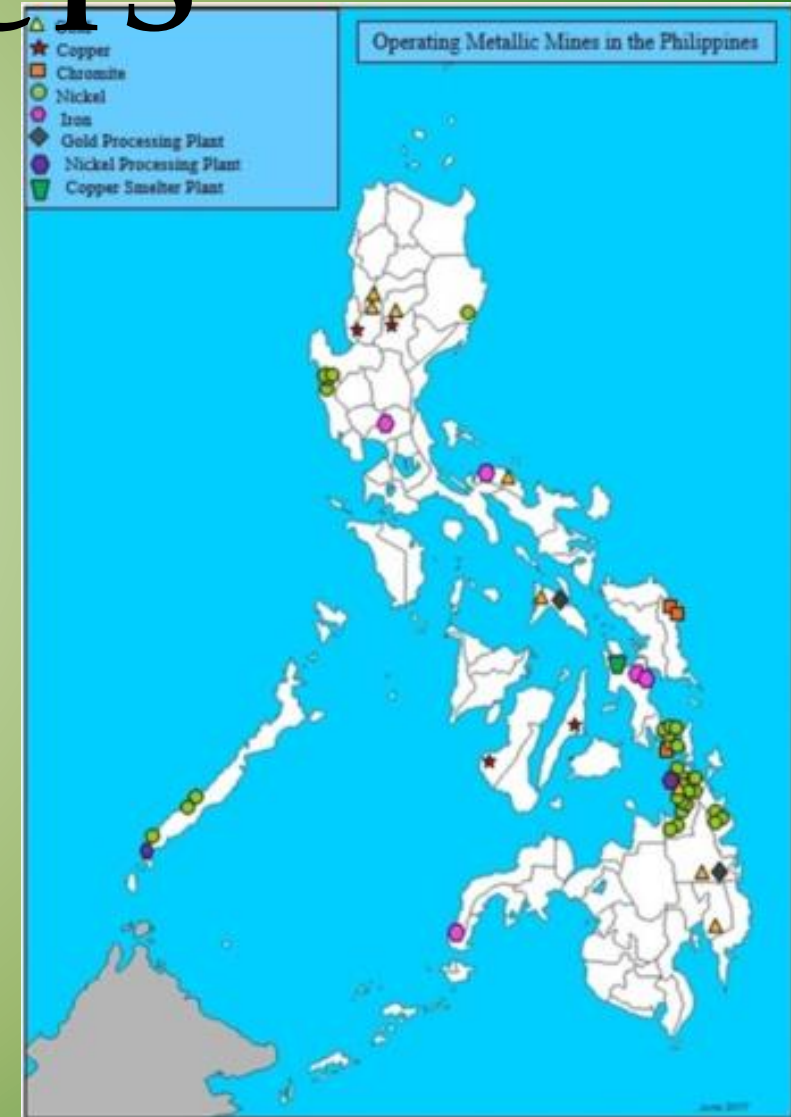 CTS
Operating Metallic Mines in the Philippines
Copper
Chromite
Nickel
Iron
Gold Processing Plant
Nickel Processing Plant
Copper Smelter Plant